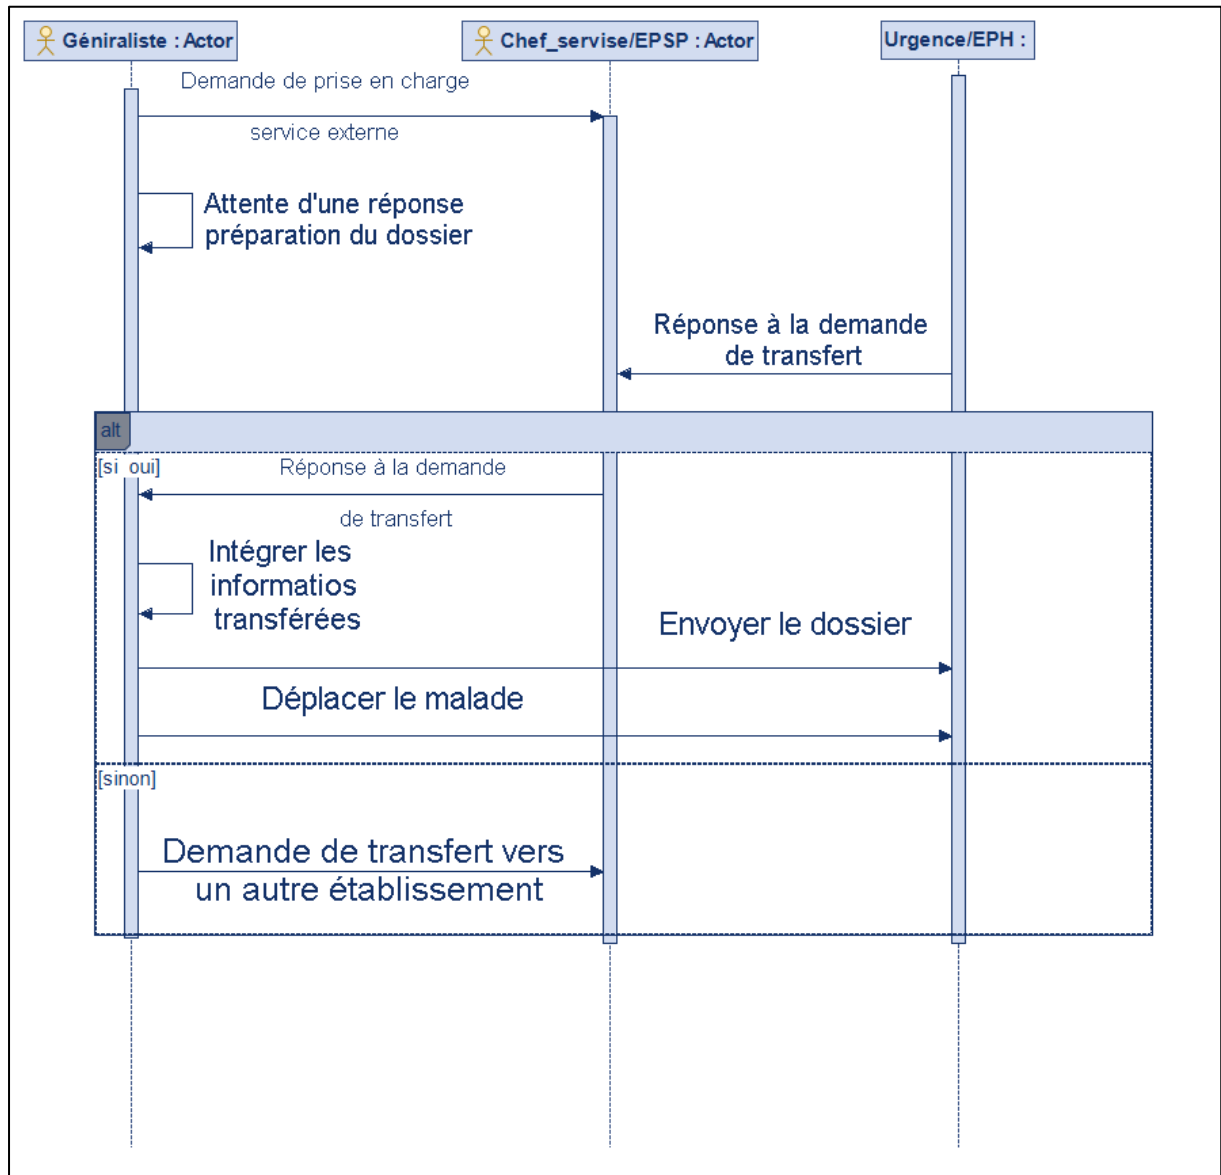 Géniraliste : Actor
Chef_servise/EPSP : Actor
Urgence/EPH :
Demande de prise en charge
service externe
Attente d'une réponse
préparation du dossier
Réponse à la demande
de transfert
alt
[si oui]
Réponse à la demande
de transfert
Intégrer les
informatios
transférées
Envoyer le dossier
Déplacer le malade
[sinon]
Demande de transfert vers
un autre établissement